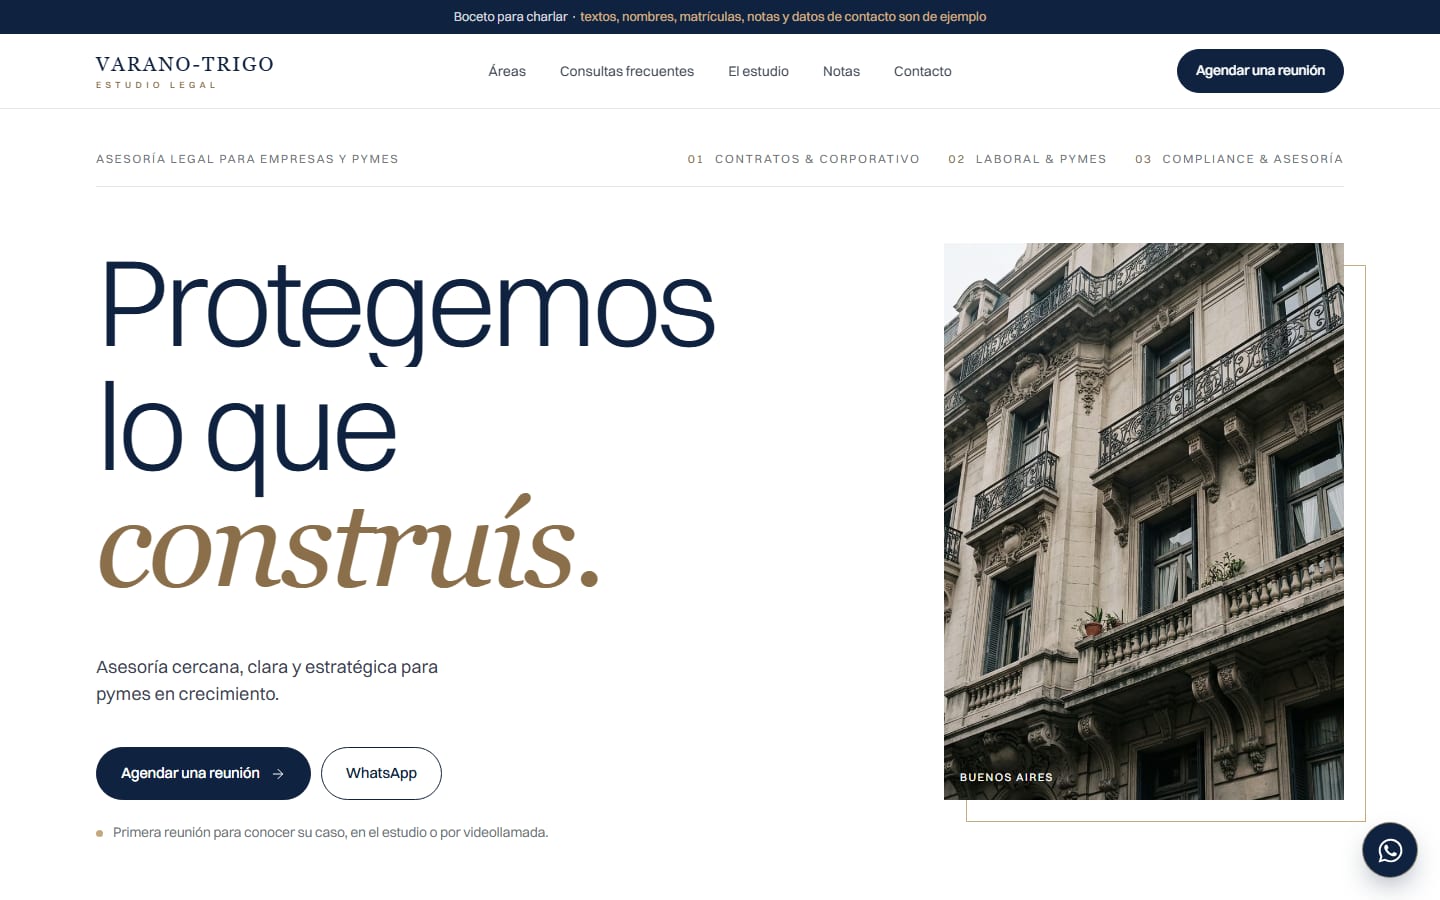 Boceto para charlar · textos, nombres, matrículas, notas y datos de contacto son de ejemplo
VARANO-TRIGO
ESTUDIO LEGAL
Áreas
Consultas frecuentes
El estudio
Notas
Contacto
Agendar una reunión
ASESORÍA LEGAL PARA EMPRESAS Y PYMES
01 CONTRATOS & CORPORATIVO
02 LABORAL & PYMES
03 COMPLIANCE & ASESORÍA
Protegemos
lo que
construís.
Asesoría cercana, clara y estratégica para
pymes en crecimiento.
Agendar una reunión →
WhatsApp
Primera reunión para conocer su caso, en el estudio o por videollamada.
BUENOS AIRES